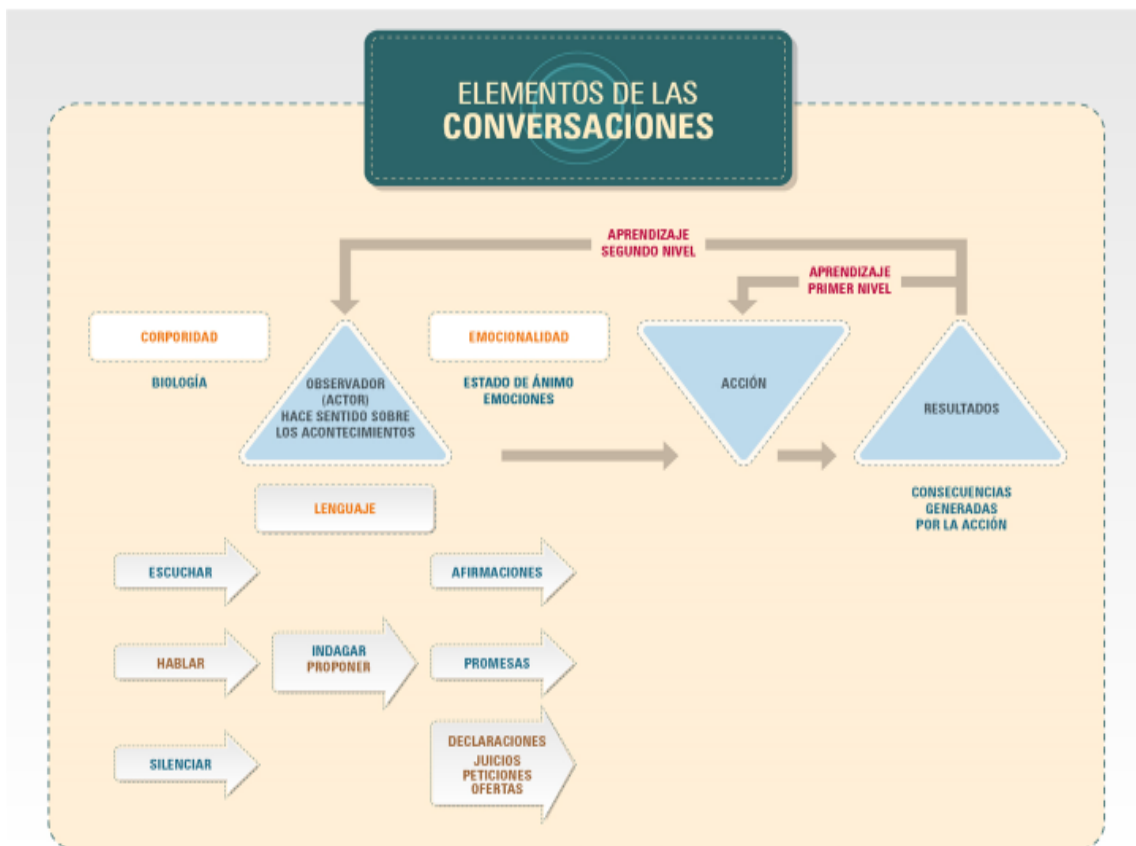 ELEMENTOS DE LAS
CONVERSACIONES
APRENDIZAJE
SEGUNDO NIVEL
APRENDIZAJE
PRIMER NIVEL
CORPORIDAD
BIOLOGÍA
OBSERVADOR
(ACTOR)
HACE SENTIDO SOBRE
LOS ACONTECIMIENTOS
EMOCIONALIDAD
ESTADO DE ÁNIMO
EMOCIONES
ACCIÓN
RESULTADOS
CONSECUENCIAS
GENERADAS
POR LA ACCIÓN
LENGUAJE
ESCUCHAR
AFIRMACIONES
HABLAR
INDAGAR
PROPONER
PROMESAS
SILENCIAR
DECLARACIONES
JUICIOS
PETICIONES
OFERTAS